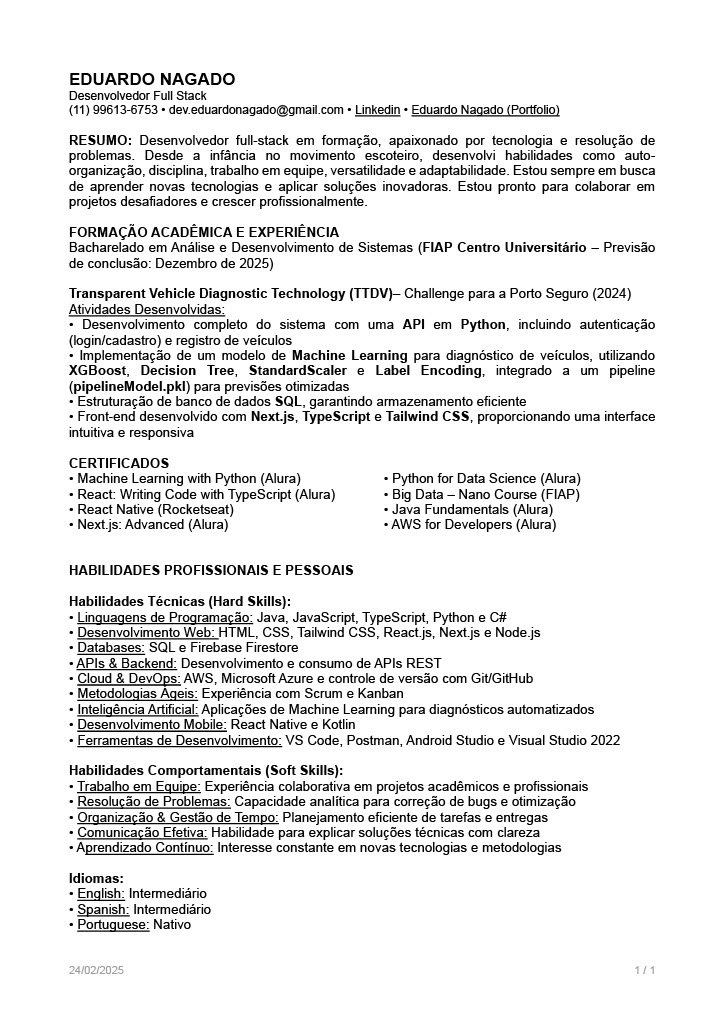 EDUARDO NAGADO
Desenvolvedor Full Stack
(11) 99613-6753 • dev.eduardonagado@gmail.com • Linkedin • Eduardo Nagado (Portfolio)
RESUMO: Desenvolvedor full-stack em formação, apaixonado por tecnologia e resolução de
problemas. Desde a infância no movimento escoteiro, desenvolvi habilidades como auto-
organização, disciplina, trabalho em equipe, versatilidade e adaptabilidade. Estou sempre em busca
de aprender novas tecnologias e aplicar soluções inovadoras. Estou pronto para colaborar em
projetos desafiadores e crescer profissionalmente.
FORMAÇÃO ACADÊMICA E EXPERIÊNCIA
Bacharelado em Análise e Desenvolvimento de Sistemas (FIAP Centro Universitário – Previsão
de conclusão: Dezembro de 2025)
Transparent Vehicle Diagnostic Technology (TTDV)– Challenge para a Porto Seguro (2024)
Atividades Desenvolvidas:
• Desenvolvimento completo do sistema com uma API em Python, incluindo autenticação
(login/cadastro) e registro de veículos
• Implementação de um modelo de Machine Learning para diagnóstico de veículos, utilizando
XGBoost, Decision Tree, StandardScaler e Label Encoding, integrado a um pipeline
(pipelineModel.pkl) para previsões otimizadas
• Estruturação de banco de dados SQL, garantindo armazenamento eficiente
• Front-end desenvolvido com Next.js, TypeScript e Tailwind CSS, proporcionando uma interface
intuitiva e responsiva
CERTIFICADOS
• Machine Learning with Python (Alura)
• React: Writing Code with TypeScript (Alura)
• React Native (Rocketseat)
• Next.js: Advanced (Alura)
• Python for Data Science (Alura)
• Big Data – Nano Course (FIAP)
• Java Fundamentals (Alura)
• AWS for Developers (Alura)
HABILIDADES PROFISSIONAIS E PESSOAIS
Habilidades Técnicas (Hard Skills):
• Linguagens de Programação: Java, JavaScript, TypeScript, Python e C#
• Desenvolvimento Web: HTML, CSS, Tailwind CSS, React.js, Next.js e Node.js
• Databases: SQL e Firebase Firestore
• APIs & Backend: Desenvolvimento e consumo de APIs REST
• Cloud & DevOps: AWS, Microsoft Azure e controle de versão com Git/GitHub
• Metodologias Ágeis: Experiência com Scrum e Kanban
• Inteligência Artificial: Aplicações de Machine Learning para diagnósticos automatizados
• Desenvolvimento Mobile: React Native e Kotlin
• Ferramentas de Desenvolvimento: VS Code, Postman, Android Studio e Visual Studio 2022
Habilidades Comportamentais (Soft Skills):
• Trabalho em Equipe: Experiência colaborativa em projetos acadêmicos e profissionais
• Resolução de Problemas: Capacidade analítica para correção de bugs e otimização
• Organização & Gestão de Tempo: Planejamento eficiente de tarefas e entregas
• Comunicação Efetiva: Habilidade para explicar soluções técnicas com clareza
• Aprendizado Contínuo: Interesse constante em novas tecnologias e metodologias
Idiomas:
• English: Intermediário
• Spanish: Intermediário
• Portuguese: Nativo
24/02/2025
1 / 1